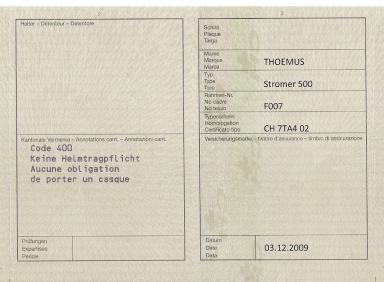 2
Halter – Détenteur – Detentore
Kantonale Vermerke – Annotations cant. – Annotazioni cant.
Code 400
Keine Helmtragpflicht
Aucune obligation
de porter un casque
Prüfungen
Expertises
Perizie
3
Schild
Plaque
Targa
Marke
Marque
Marca
THOEMUS
Typ
Type
Tipo
Stromer 500
Rahmen-Nr.
No cadre
No telaio
F007
Typenschein
Homologation
Certificato tipo
CH 7TA4 02
Versicherungsmarke – Timbre d'assurance – Timbro di assicurazione
Datum
Date
Data
03.12.2009